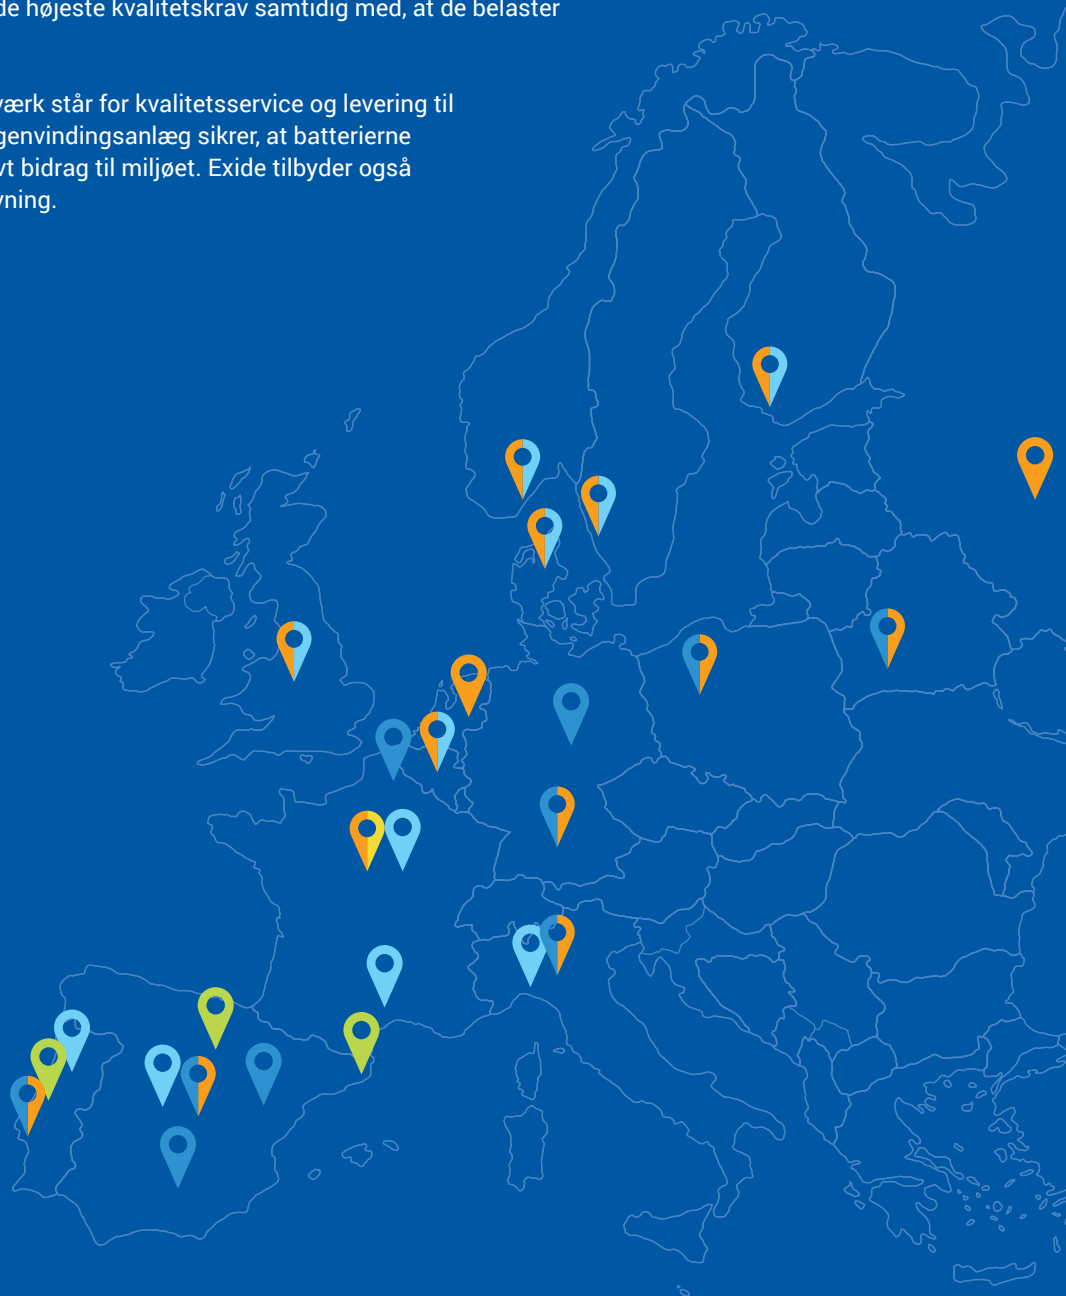 de højeste kvalitetskrav samtidig med, at de belaster
værk står for kvalitetsservice og levering til
genvindingsanlæg sikrer, at batterierne
vt bidrag til miljøet. Exide tilbyder også
vning.